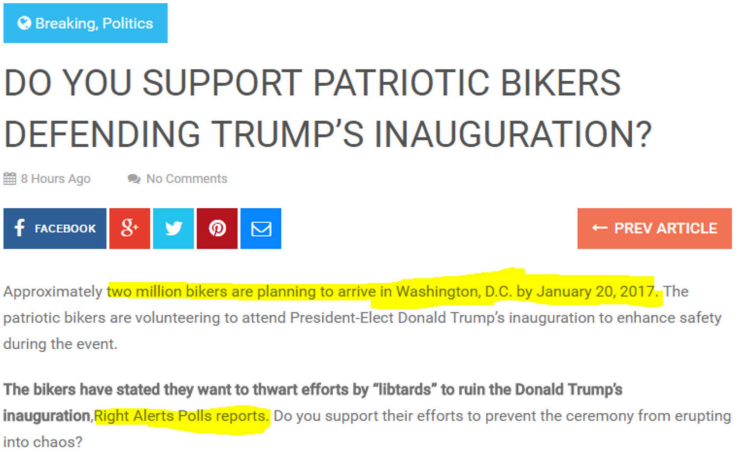 Breaking, Politics
DO YOU SUPPORT PATRIOTIC BIKERS
DEFENDING TRUMP’S INAUGURATION?
8 Hours Ago No Comments
f FACEBOOK g+ ← PREV ARTICLE
Approximately two million bikers are planning to arrive in Washington, D.C. by January 20, 2017. The
patriotic bikers are volunteering to attend President-Elect Donald Trump’s inauguration to enhance safety
during the event.
The bikers have stated they want to thwart efforts by “libtards” to ruin the Donald Trump’s
inauguration,Right Alerts Polls reports. Do you support their efforts to prevent the ceremony from erupting
into chaos?